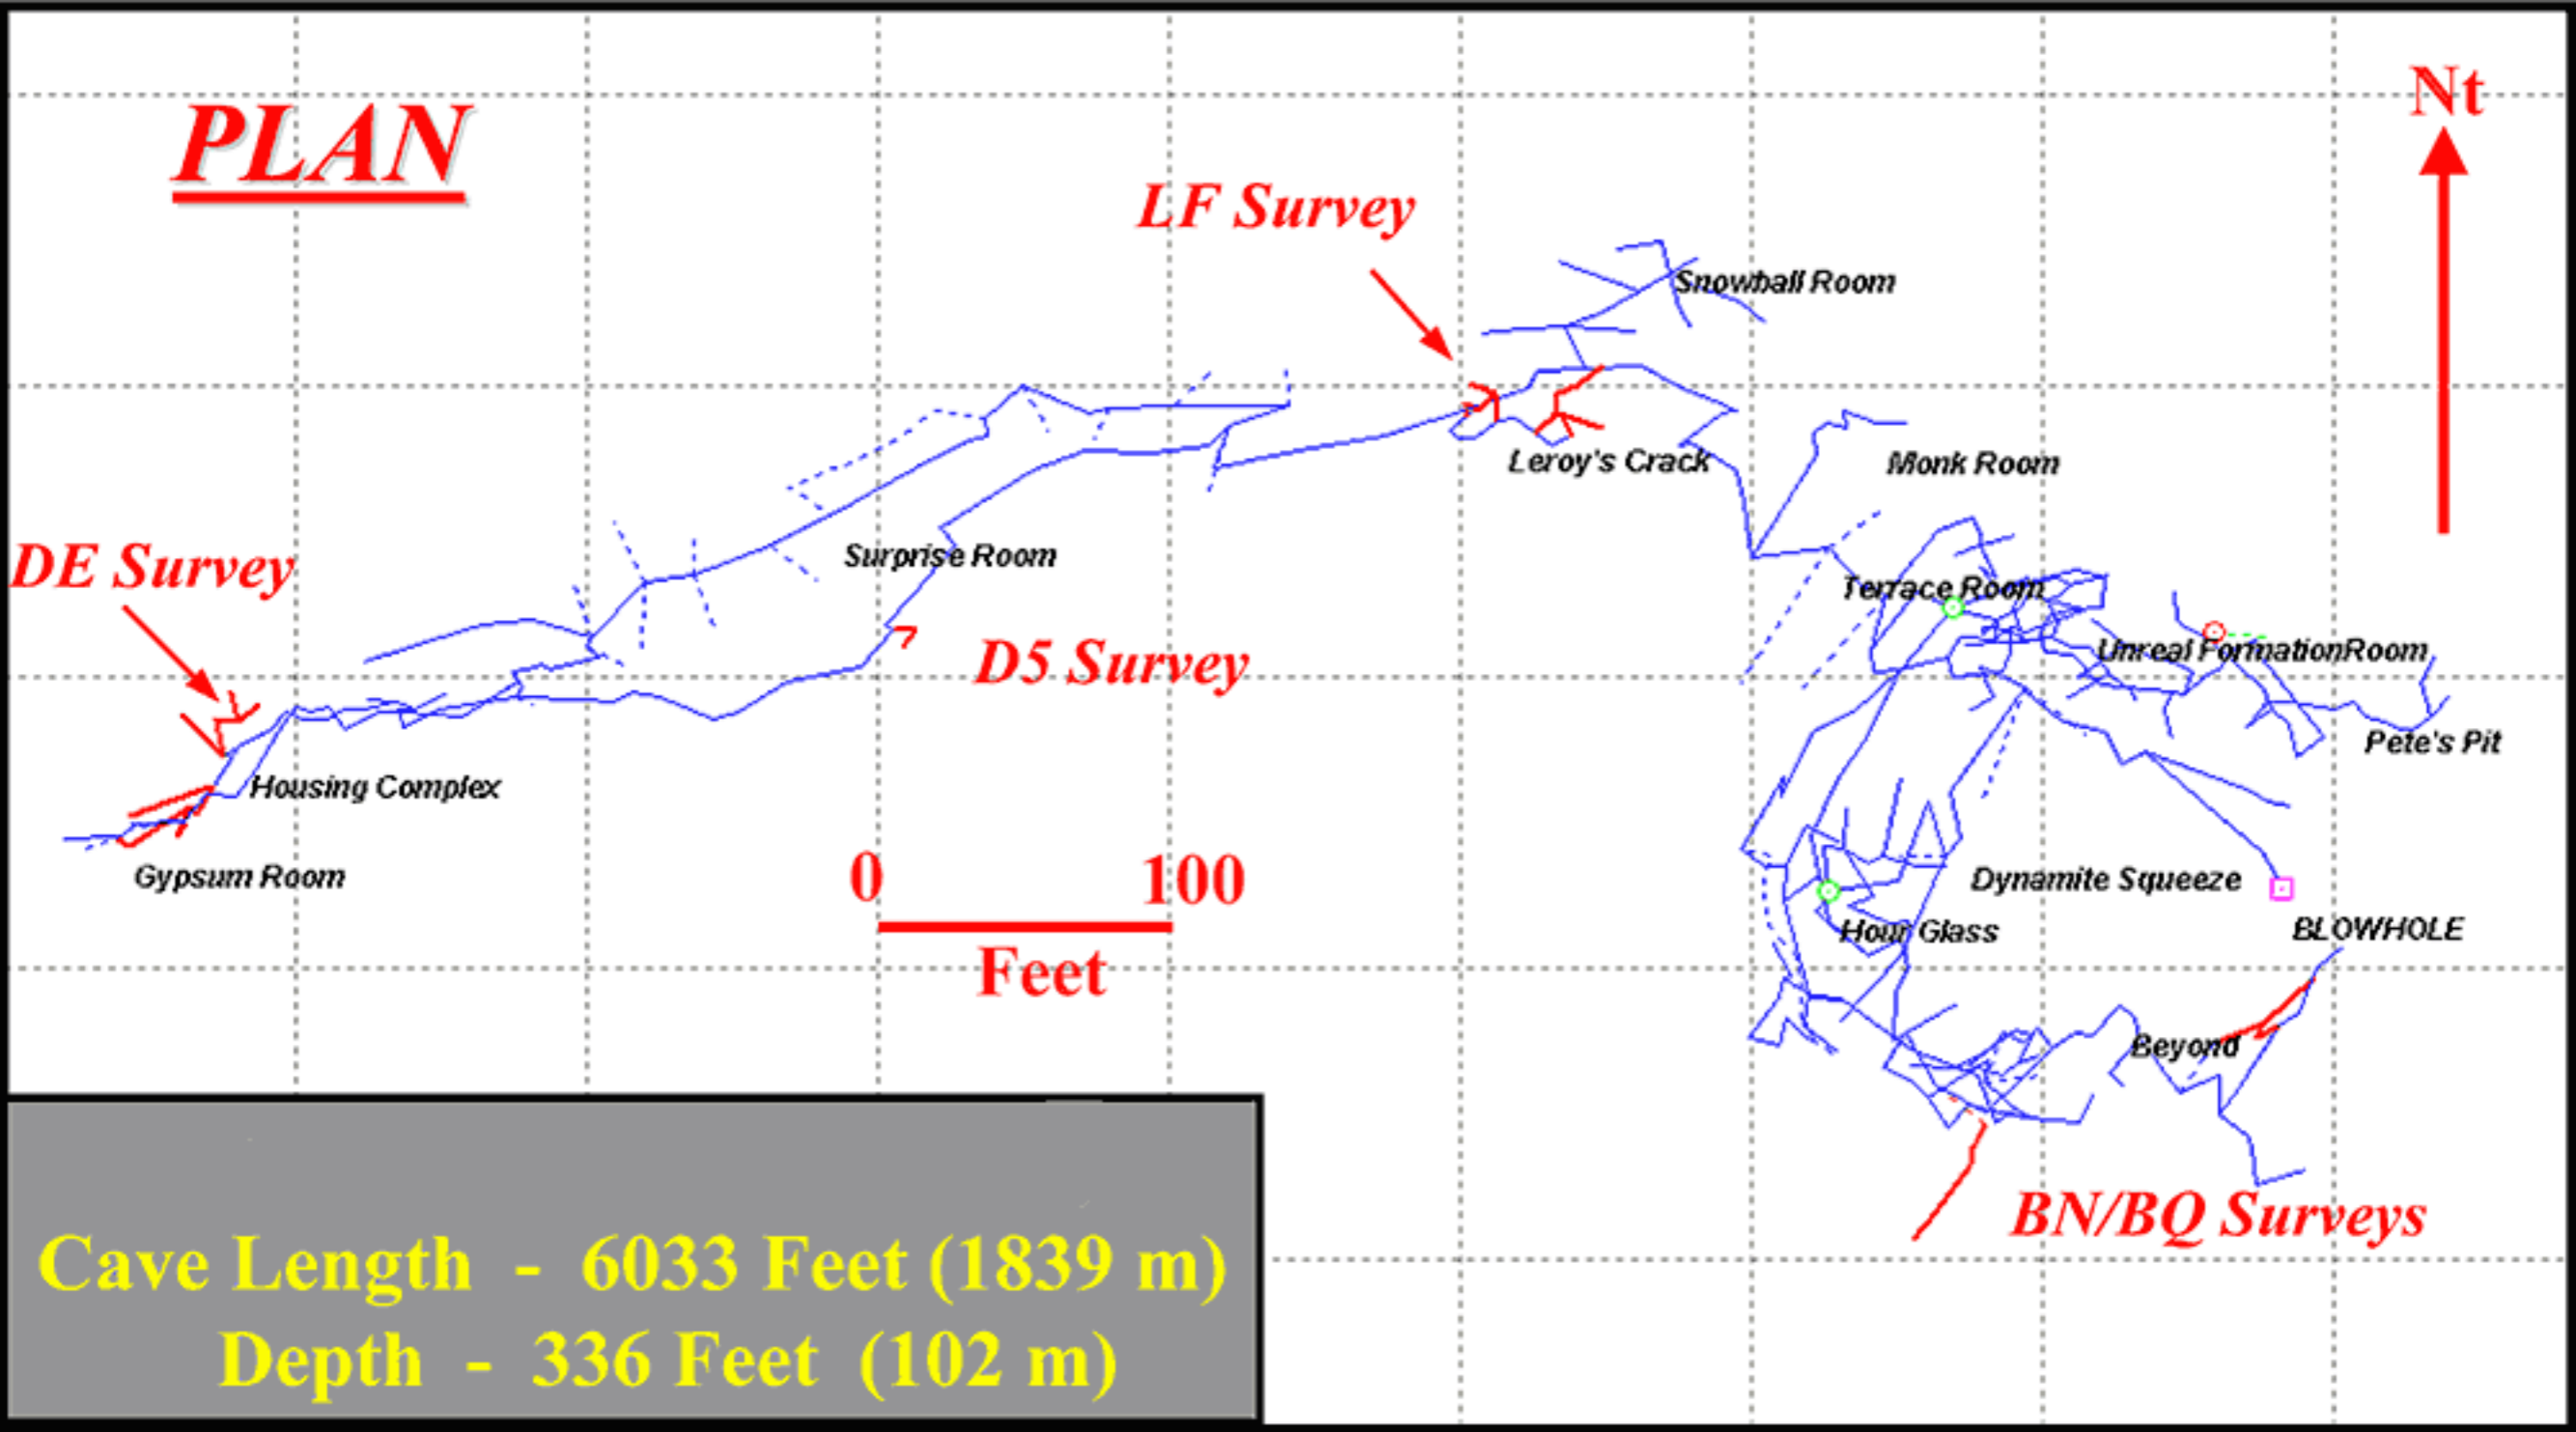 Nt
PLAN
LF Survey
Snowball Room
Leroy's Crack
Monk Room
DE Survey
Surprise Room
Terrace Room
D5 Survey
Unreal FormationRoom
Pete's Pit
Housing Complex
Gypsum Room
0 100
Feet
Dynamite Squeeze
Hour Glass
BLOWHOLE
Beyond
BN/BQ Surveys
Cave Length - 6033 Feet (1839 m)
Depth - 336 Feet (102 m)